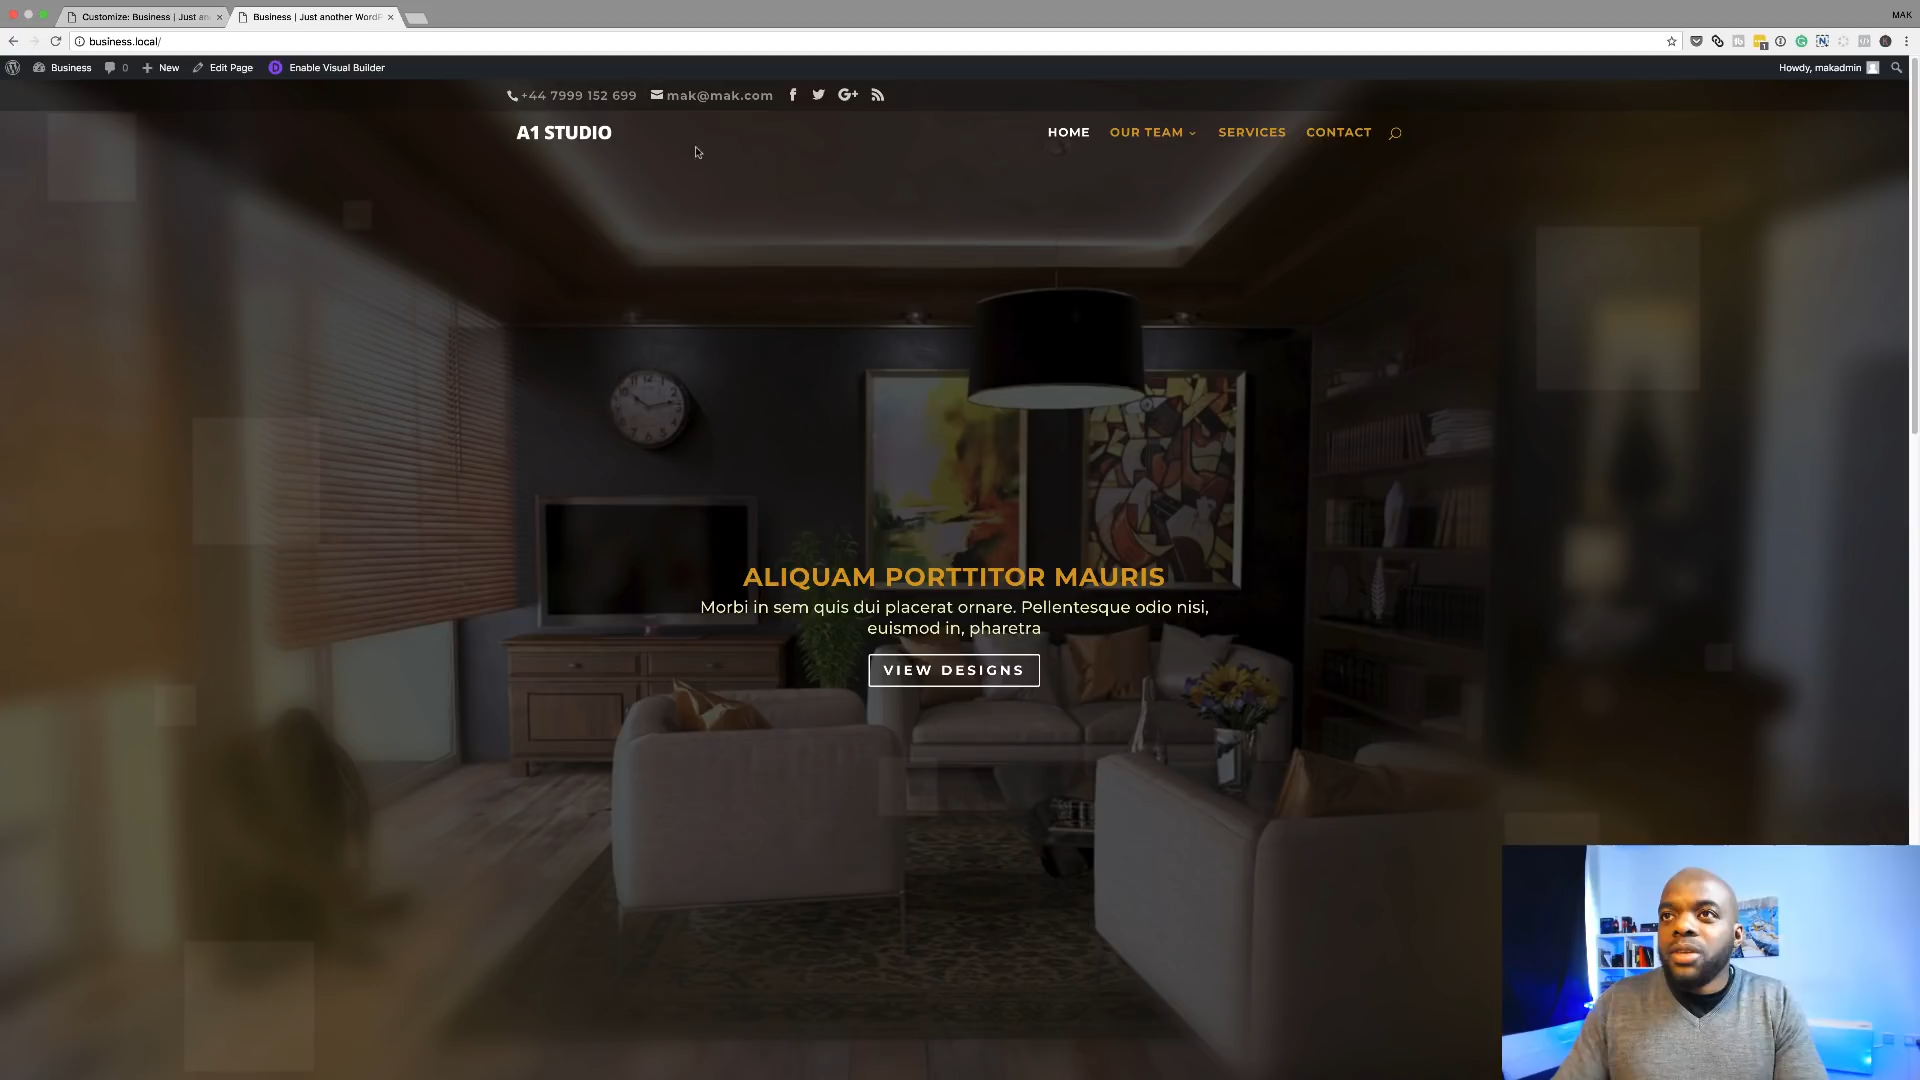 Customize: Business | Just an
Business | Just another WordP
MAK
business.local/
Business
0
New
Edit Page
Enable Visual Builder
Howdy, makadmin
+44 7999 152 699
mak@mak.com
A1 STUDIO
HOME
OUR TEAM
SERVICES
CONTACT
ALIQUAM PORTTITOR MAURIS
Morbi in sem quis dui placerat ornare. Pellentesque odio nisi,
euismod in, pharetra
VIEW DESIGNS